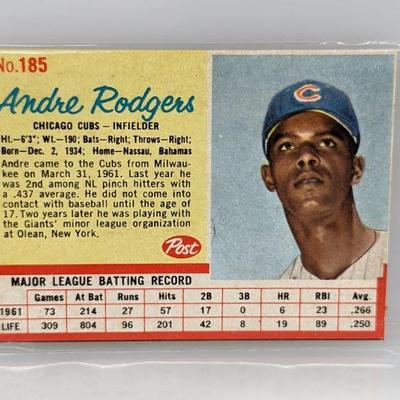 No.185
Andre Rodgers
CHICAGO CUBS – INFIELDER
Ht.–6'3"; Wt.–190; Bats–Right; Throws–Right;
Born–Dec. 2, 1934; Home–Nassau, Bahamas
Andre came to the Cubs from Milwau-
kee on March 31, 1961. Last year he
was 2nd among NL pinch hitters with
a .437 average. He did not come into
contact with baseball until the age of
17. Two years later he was playing with
the Giants' minor league organization
at Olean, New York.
Post
C
MAJOR LEAGUE BATTING RECORD
Games At Bat Runs Hits 2B 3B HR RBI Avg.
1961 73 214 27 57 17 0 6 23 .266
LIFE 309 804 96 201 42 8 19 89 .250